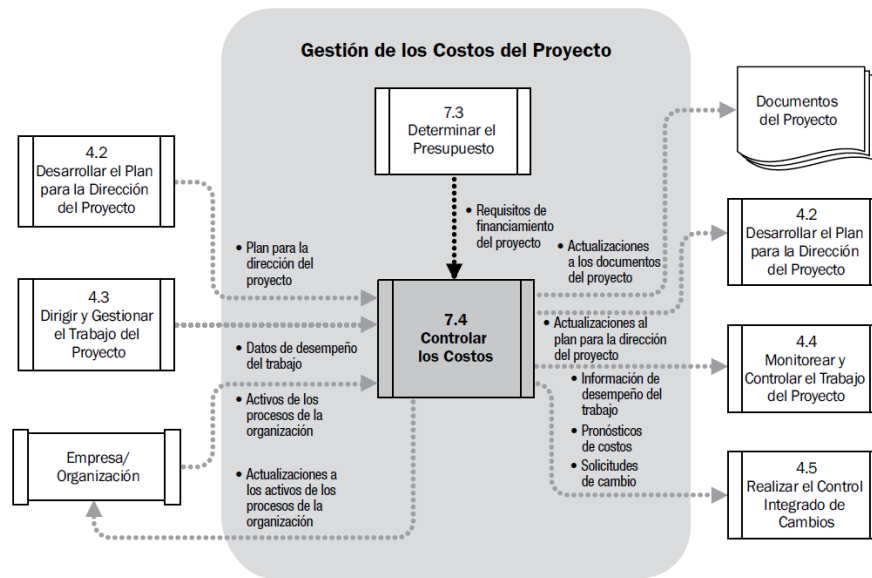 Gestión de los Costos del Proyecto
7.3
Determinar el
Presupuesto
Documentos
del Proyecto
4.2
Desarrollar el Plan
para la Dirección
del Proyecto
• Requisitos de
financiamiento
del proyecto
4.2
Desarrollar el Plan
para la Dirección
del Proyecto
• Plan para la
dirección del
proyecto
• Actualizaciones
a los documentos
del proyecto
4.3
Dirigir y Gestionar
el Trabajo del
Proyecto
7.4
Controlar
los Costos
• Actualizaciones al
plan para la dirección
del proyecto
4.4
Monitorear y
Controlar el Trabajo
del Proyecto
• Datos de desempeño
del trabajo
• Información de
desempeño del
trabajo
• Activos de los
procesos de la
organización
• Pronósticos
de costos
Empresa/
Organización
• Actualizaciones a
los activos de los
procesos de la
organización
• Solicitudes
de cambio
4.5
Realizar el Control
Integrado de
Cambios